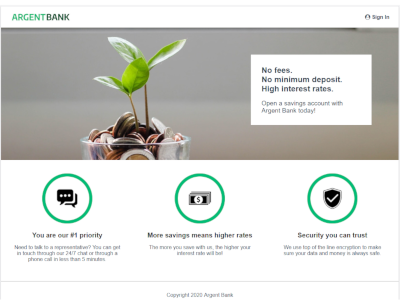 ARGENTBANK
Sign In
No fees.
No minimum deposit.
High interest rates.
Open a savings account with
Argent Bank today!
$
You are our #1 priority
More savings means higher rates
Security you can trust
Need to talk to a representative? You can get
in touch through our 24/7 chat or through a
phone call in less than 5 minutes
The more you save with us, the higher your
interest rate will be!
We use top of the line encryption to make
sure your data and money is always safe
Copyright 2020 Argent Bank